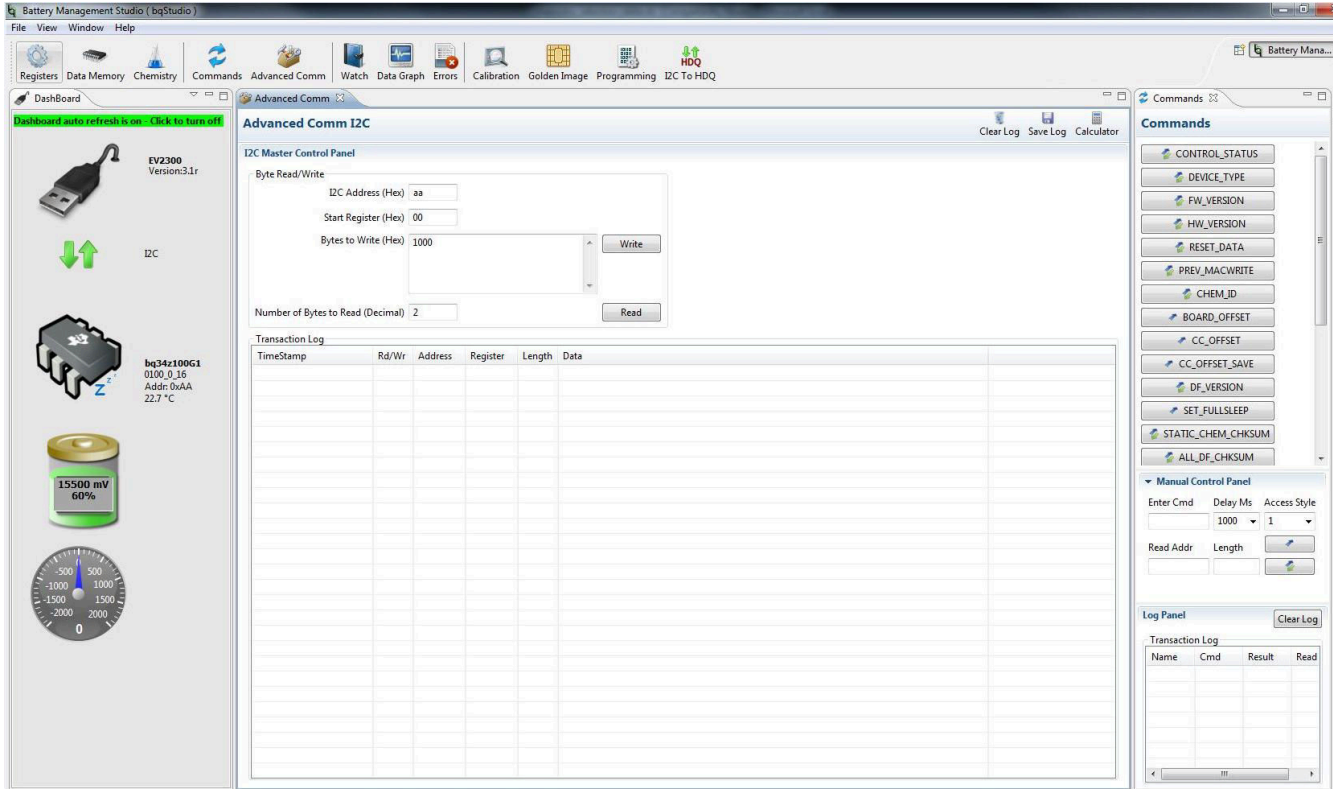 Battery Management Studio ( bqStudio )
File View Window Help
Registers Data Memory Chemistry Commands Advanced Comm Watch Data Graph Errors Calibration Golden Image Programming I2C To HDQ
HDQ
Battery Mana...
DashBoard
Dashboard auto refresh is on - Click to turn off
EV2300
Version:3.1r
I2C
bq34z100G1
0100_0_16
Addr: 0xAA
22.7 °C
Z z z
15500 mV
60%
0
-500 500
-1000 1000
-1500 1500
-2000 2000
0
Advanced Comm
Advanced Comm I2C
Clear Log Save Log Calculator
I2C Master Control Panel
Byte Read/Write
I2C Address (Hex) aa
Start Register (Hex) 00
Bytes to Write (Hex) 1000
Write
Number of Bytes to Read (Decimal) 2
Read
Transaction Log
TimeStamp Rd/Wr Address Register Length Data
Commands
Commands
CONTROL_STATUS
DEVICE_TYPE
FW_VERSION
HW_VERSION
RESET_DATA
PREV_MACWRITE
CHEM_ID
BOARD_OFFSET
CC_OFFSET
CC_OFFSET_SAVE
DF_VERSION
SET_FULLSLEEP
STATIC_CHEM_CHKSUM
ALL_DF_CHKSUM
Manual Control Panel
Enter Cmd Delay Ms Access Style
1000 1
Read Addr Length
Log Panel
Clear Log
Transaction Log
Name Cmd Result Read